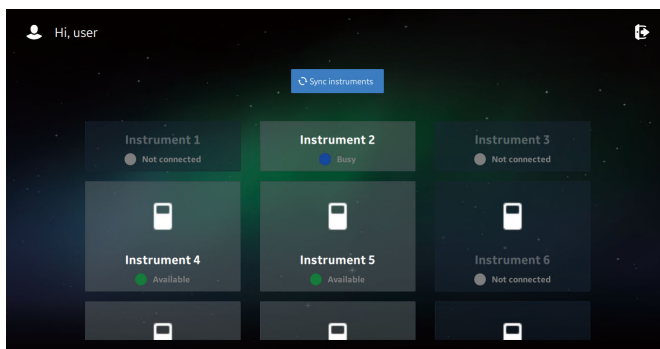 Hi, user
Sync instruments
Instrument 1
Not connected
Instrument 2
Busy
Instrument 3
Not connected
Instrument 4
Available
Instrument 5
Available
Instrument 6
Not connected